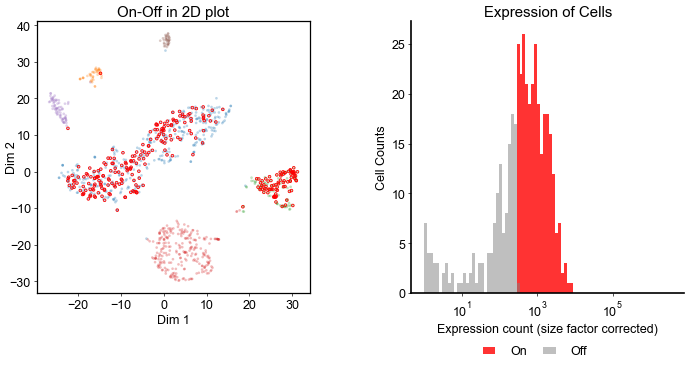 On-Off in 2D plot
40
30
20
10
0
−10
−20
−30
Dim 2
−20
−10
0
10
20
30
Dim 1
Expression of Cells
25
20
15
10
5
0
Cell Counts
10^1
10^3
10^5
Expression count (size factor corrected)
On
Off